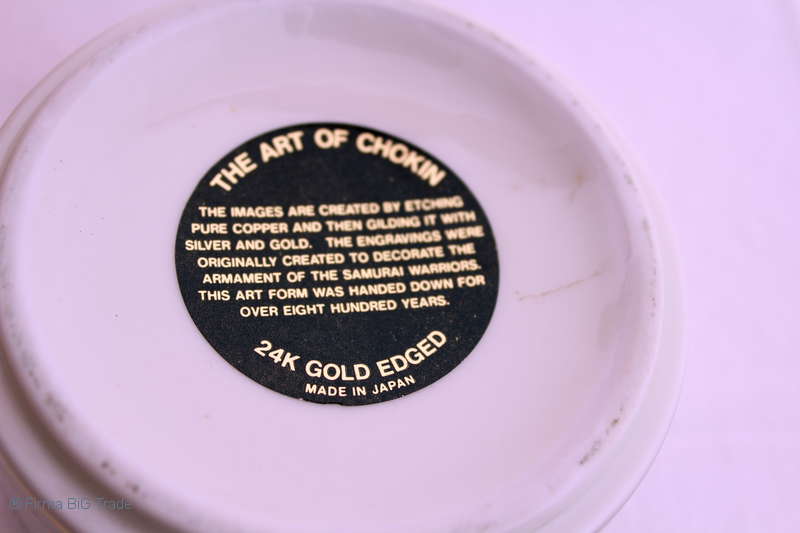 THE ART OF CHOKIN
THE IMAGES ARE CREATED BY ETCHING
PURE COPPER AND THEN GILDING IT WITH
SILVER AND GOLD. THE ENGRAVINGS WERE
ORIGINALLY CREATED TO DECORATE THE
ARMAMENT OF THE SAMURAI WARRIORS.
THIS ART FORM WAS HANDED DOWN FOR
OVER EIGHT HUNDRED YEARS.
24K GOLD EDGED
MADE IN JAPAN
© Firma BiG Trade